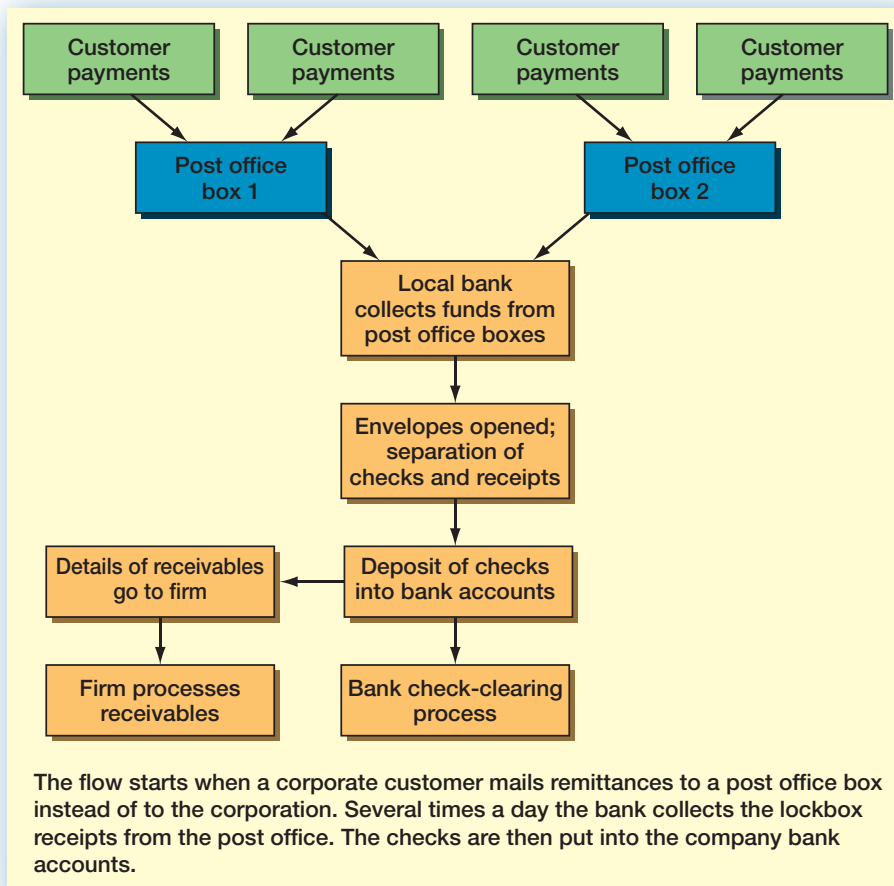 Customer
payments
Customer
payments
Customer
payments
Customer
payments
Post office
box 1
Post office
box 2
Local bank
collects funds from
post office boxes
Envelopes opened;
separation of
checks and receipts
Details of receivables
go to firm
Deposit of checks
into bank accounts
Firm processes
receivables
Bank check-clearing
process
The flow starts when a corporate customer mails remittances to a post office box
instead of to the corporation. Several times a day the bank collects the lockbox
receipts from the post office. The checks are then put into the company bank
accounts.